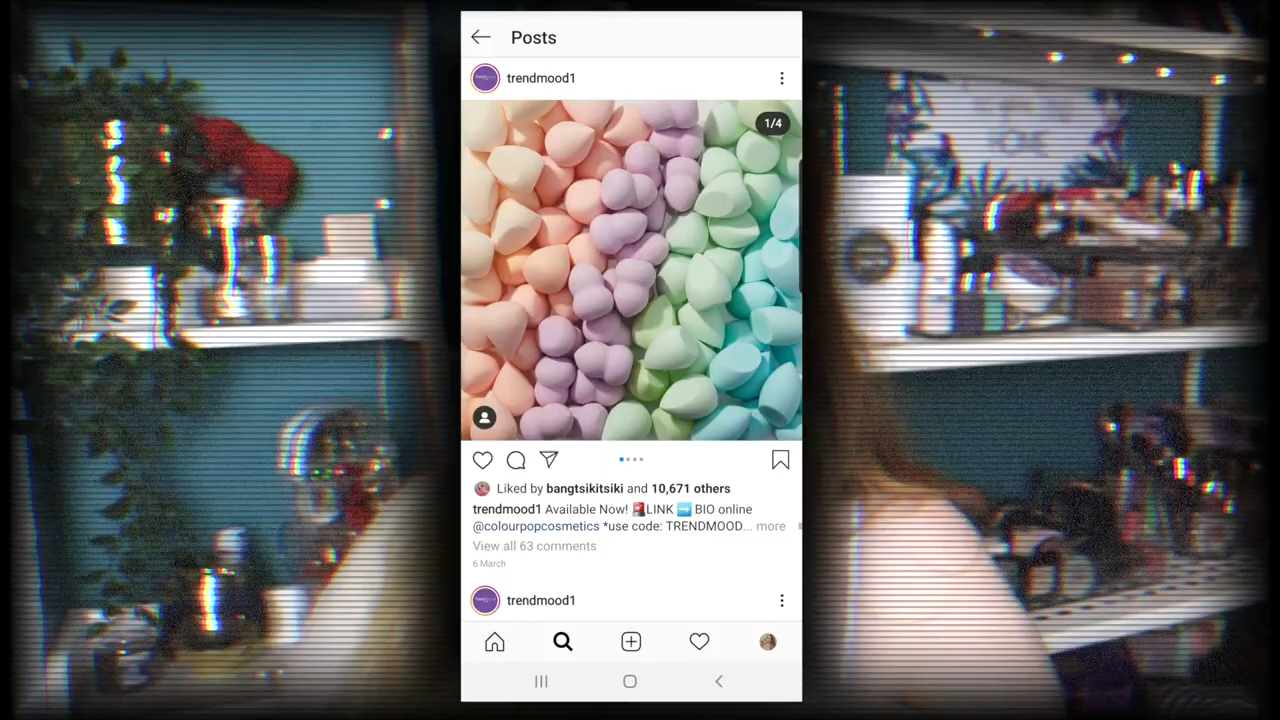 Posts
trendmood1
1/4
Liked by bangtsikitsiki and 10,671 others
trendmood1 Available Now! 🚨LINK ➡️ BIO online
@colourpopcosmetics *use code: TRENDMOOD... more
View all 63 comments
6 March
trendmood1